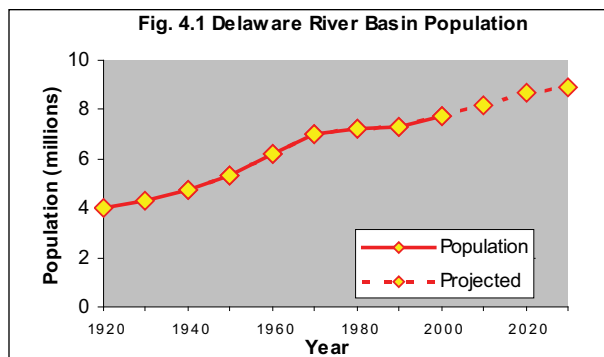 Fig. 4.1 Delaware River Basin Population
Population (millions)
10
8
6
4
2
0
Population
Projected
1920 1940 1960 1980 2000 2020
Year